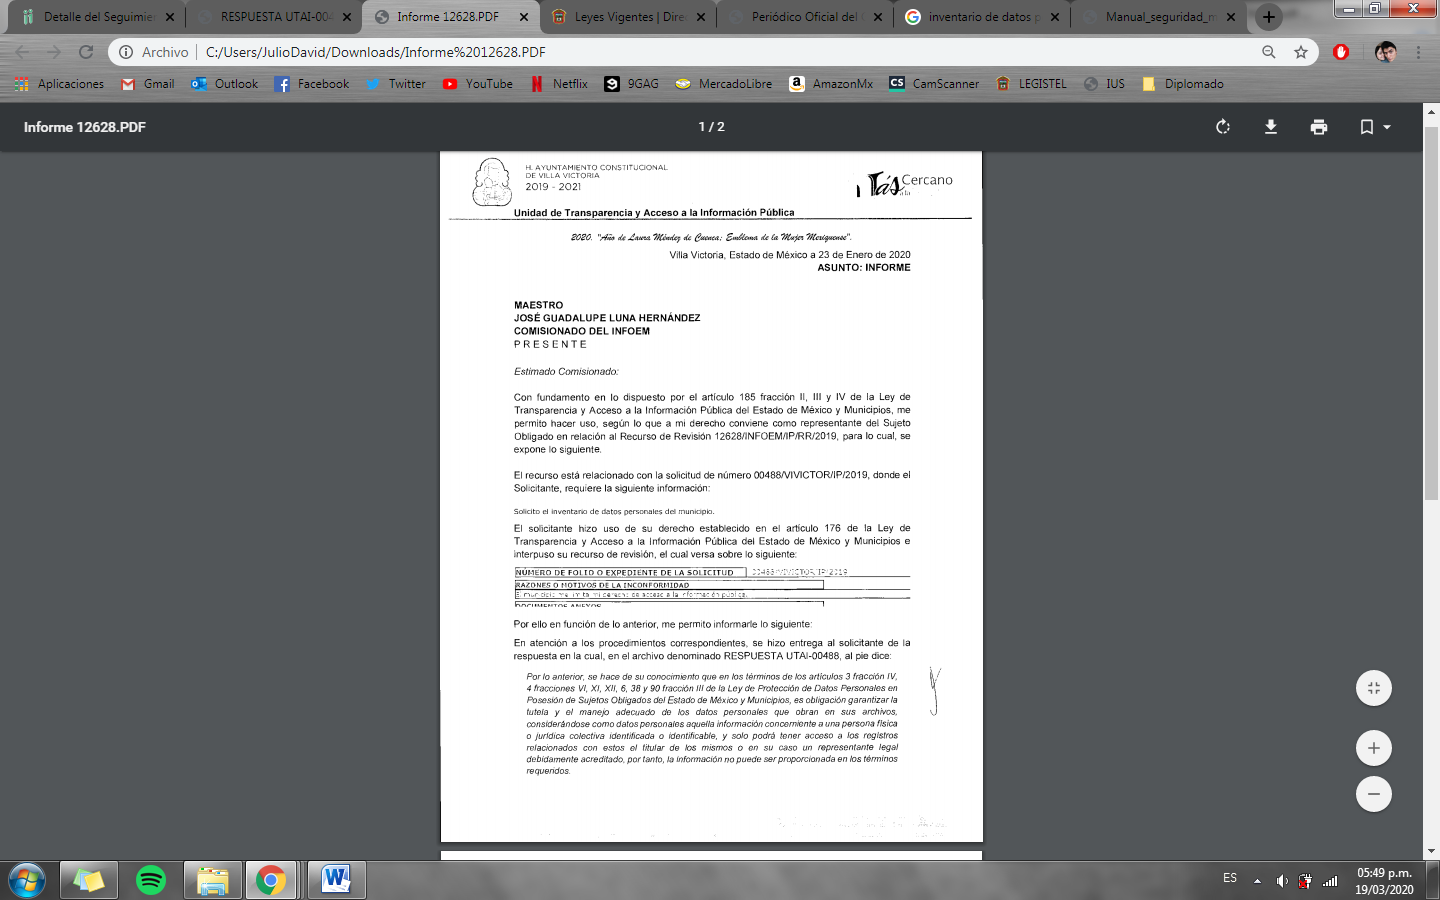 Detalle del Seguimien
RESPUESTA UTAI-00
Informe 12628.PDF
Leyes Vigentes | Dire
Periódico Oficial del
inventario de datos p
Manual_seguridad_m
Archivo C:/Users/JulioDavid/Downloads/Informe%2012628.PDF
Aplicaciones Gmail Outlook Facebook Twitter YouTube Netflix 9GAG MercadoLibre AmazonMx CamScanner LEGISTEL IUS Diplomado
Informe 12628.PDF 1 / 2
H. AYUNTAMIENTO CONSTITUCIONAL
DE VILLA VICTORIA
2019 - 2021
Cercano
Unidad de Transparencia y Acceso a la Información Pública
2020. "Año de Laura Méndez de Cuenca; Emblema de la Mujer Mexiquense".
Villa Victoria, Estado de México a 23 de Enero de 2020
ASUNTO: INFORME
MAESTRO
JOSÉ GUADALUPE LUNA HERNÁNDEZ
COMISIONADO DEL INFOEM
P R E S E N T E
Estimado Comisionado:
Con fundamento en lo dispuesto por el artículo 185 fracción II, III y IV de la Ley de
Transparencia y Acceso a la Información Pública del Estado de México y Municipios, me
permito hacer uso, según lo que a mi derecho conviene como representante del Sujeto
Obligado en relación al Recurso de Revisión 12628/INFOEM/IP/RR/2019, para lo cual, se
expone lo siguiente.
El recurso está relacionado con la solicitud de número 00488/VIVICTOR/IP/2019, donde el
Solicitante, requiere la siguiente información:
Solicito el inventario de datos personales del municipio.
El solicitante hizo uso de su derecho establecido en el artículo 176 de la Ley de
Transparencia y Acceso a la Información Pública del Estado de México y Municipios e
interpuso su recurso de revisión, el cual versa sobre lo siguiente:
NÚMERO DE FOLIO O EXPEDIENTE DE LA SOLICITUD 00488/VIVICTOR/IP/2019
RAZONES O MOTIVOS DE LA INCONFORMIDAD
El municipio me limita mi derecho de acceso a la información pública.
DOCUMENTOS ANEXOS
Por ello en función de lo anterior, me permito informarle lo siguiente:
En atención a los procedimientos correspondientes, se hizo entrega al solicitante de la
respuesta en la cual, en el archivo denominado RESPUESTA UTAI-00488, al pie dice:
Por lo anterior, se hace de su conocimiento que en los términos de los artículos 3 fracción IV,
4 fracciones VI, XI, XII, 6, 38 y 90 fracción III de la Ley de Protección de Datos Personales en
Posesión de Sujetos Obligados del Estado de México y Municipios, es obligación garantizar la
tutela y el manejo adecuado de los datos personales que obran en sus archivos,
considerándose como datos personales aquella información concerniente a una persona física
o jurídica colectiva identificada o identificable, y solo podrá tener acceso a los registros
relacionados con estos el titular de los mismos o en su caso un representante legal
debidamente acreditado, por tanto, la información no puede ser proporcionada en los términos
requeridos.
ES
05:49 p.m.
19/03/2020